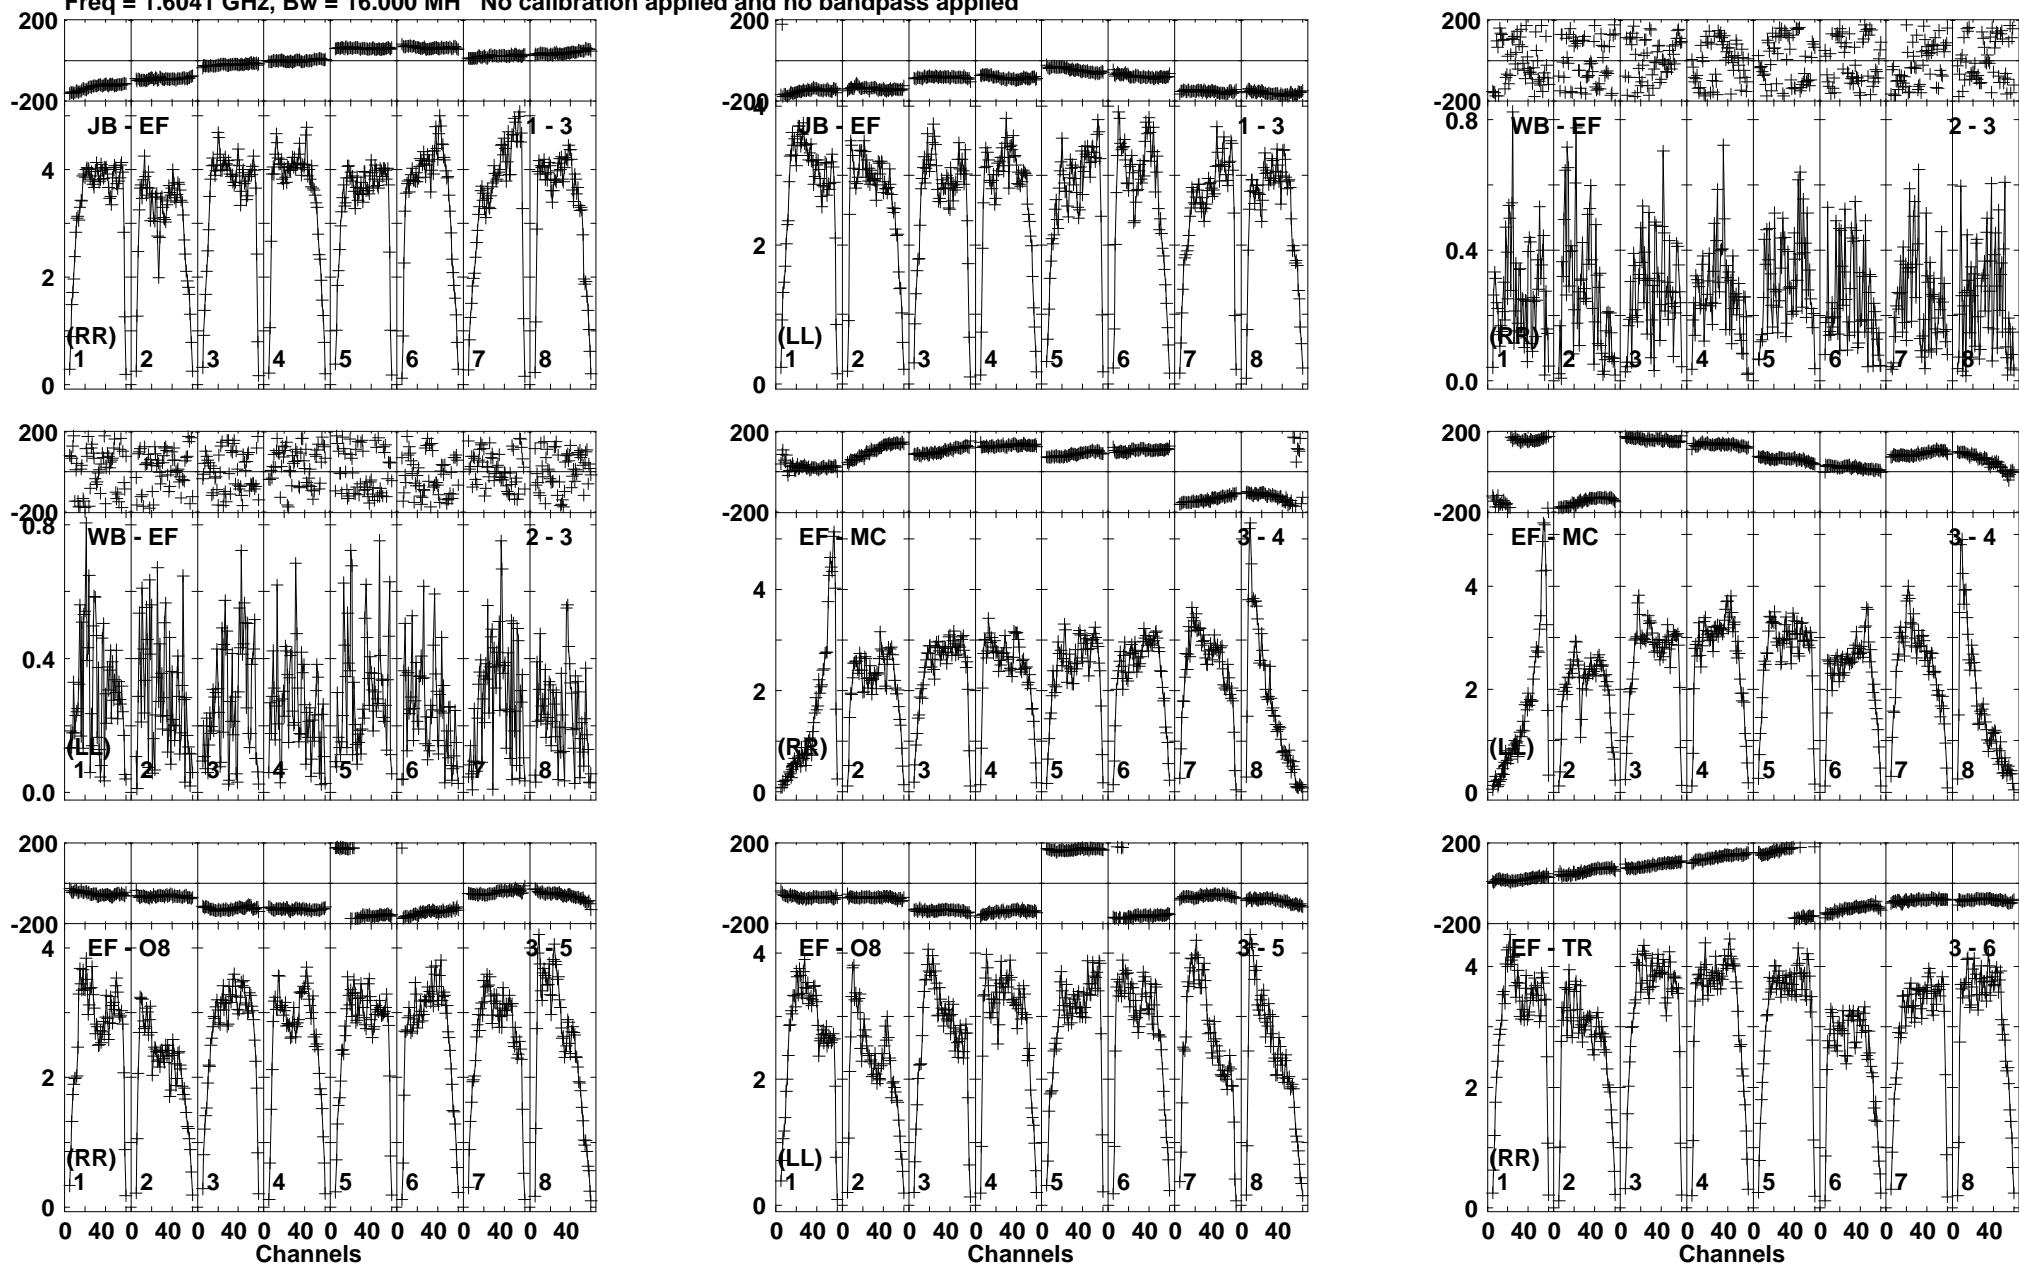 Freq = 1.6041 GHz, Bw = 16.000 MH No calibration applied and no bandpass applied
200 200 200
-200 -200 -200
JB - EF 1 - 3 4 JB - EF 1 - 3 0.8 WB - EF 2 - 3
4
2 2 0.4
(RR) (LL) (RR)
1 2 3 4 5 6 7 8 1 2 3 4 5 6 7 8 1 2 3 4 5 6 7 8
0 0 0.0
200 200 200
-200 -200 -200
0.8 WB - EF 2 - 3 EF - MC 3 - 4 EF - MC 3 - 4
4 4
0.4 2 2
(LL) (RR) (LL)
1 2 3 4 5 6 7 8 1 2 3 4 5 6 7 8 1 2 3 4 5 6 7 8
0.0 0 0
200 200 200
-200 -200 -200
4 EF - O8 3 - 5 4 EF - O8 3 - 5 4 EF - TR 3 - 6
2 2 2
(RR) (LL) (RR)
1 2 3 4 5 6 7 8 1 2 3 4 5 6 7 8 1 2 3 4 5 6 7 8
0 0 0
0 40 0 40 0 40 0 40 0 40 0 40 0 40 0 40 0 40 0 40 0 40 0 40 0 40 0 40 0 40 0 40 0 40 0 40 0 40 0 40 0 40 0 40 0 40 0 40
Channels Channels Channels